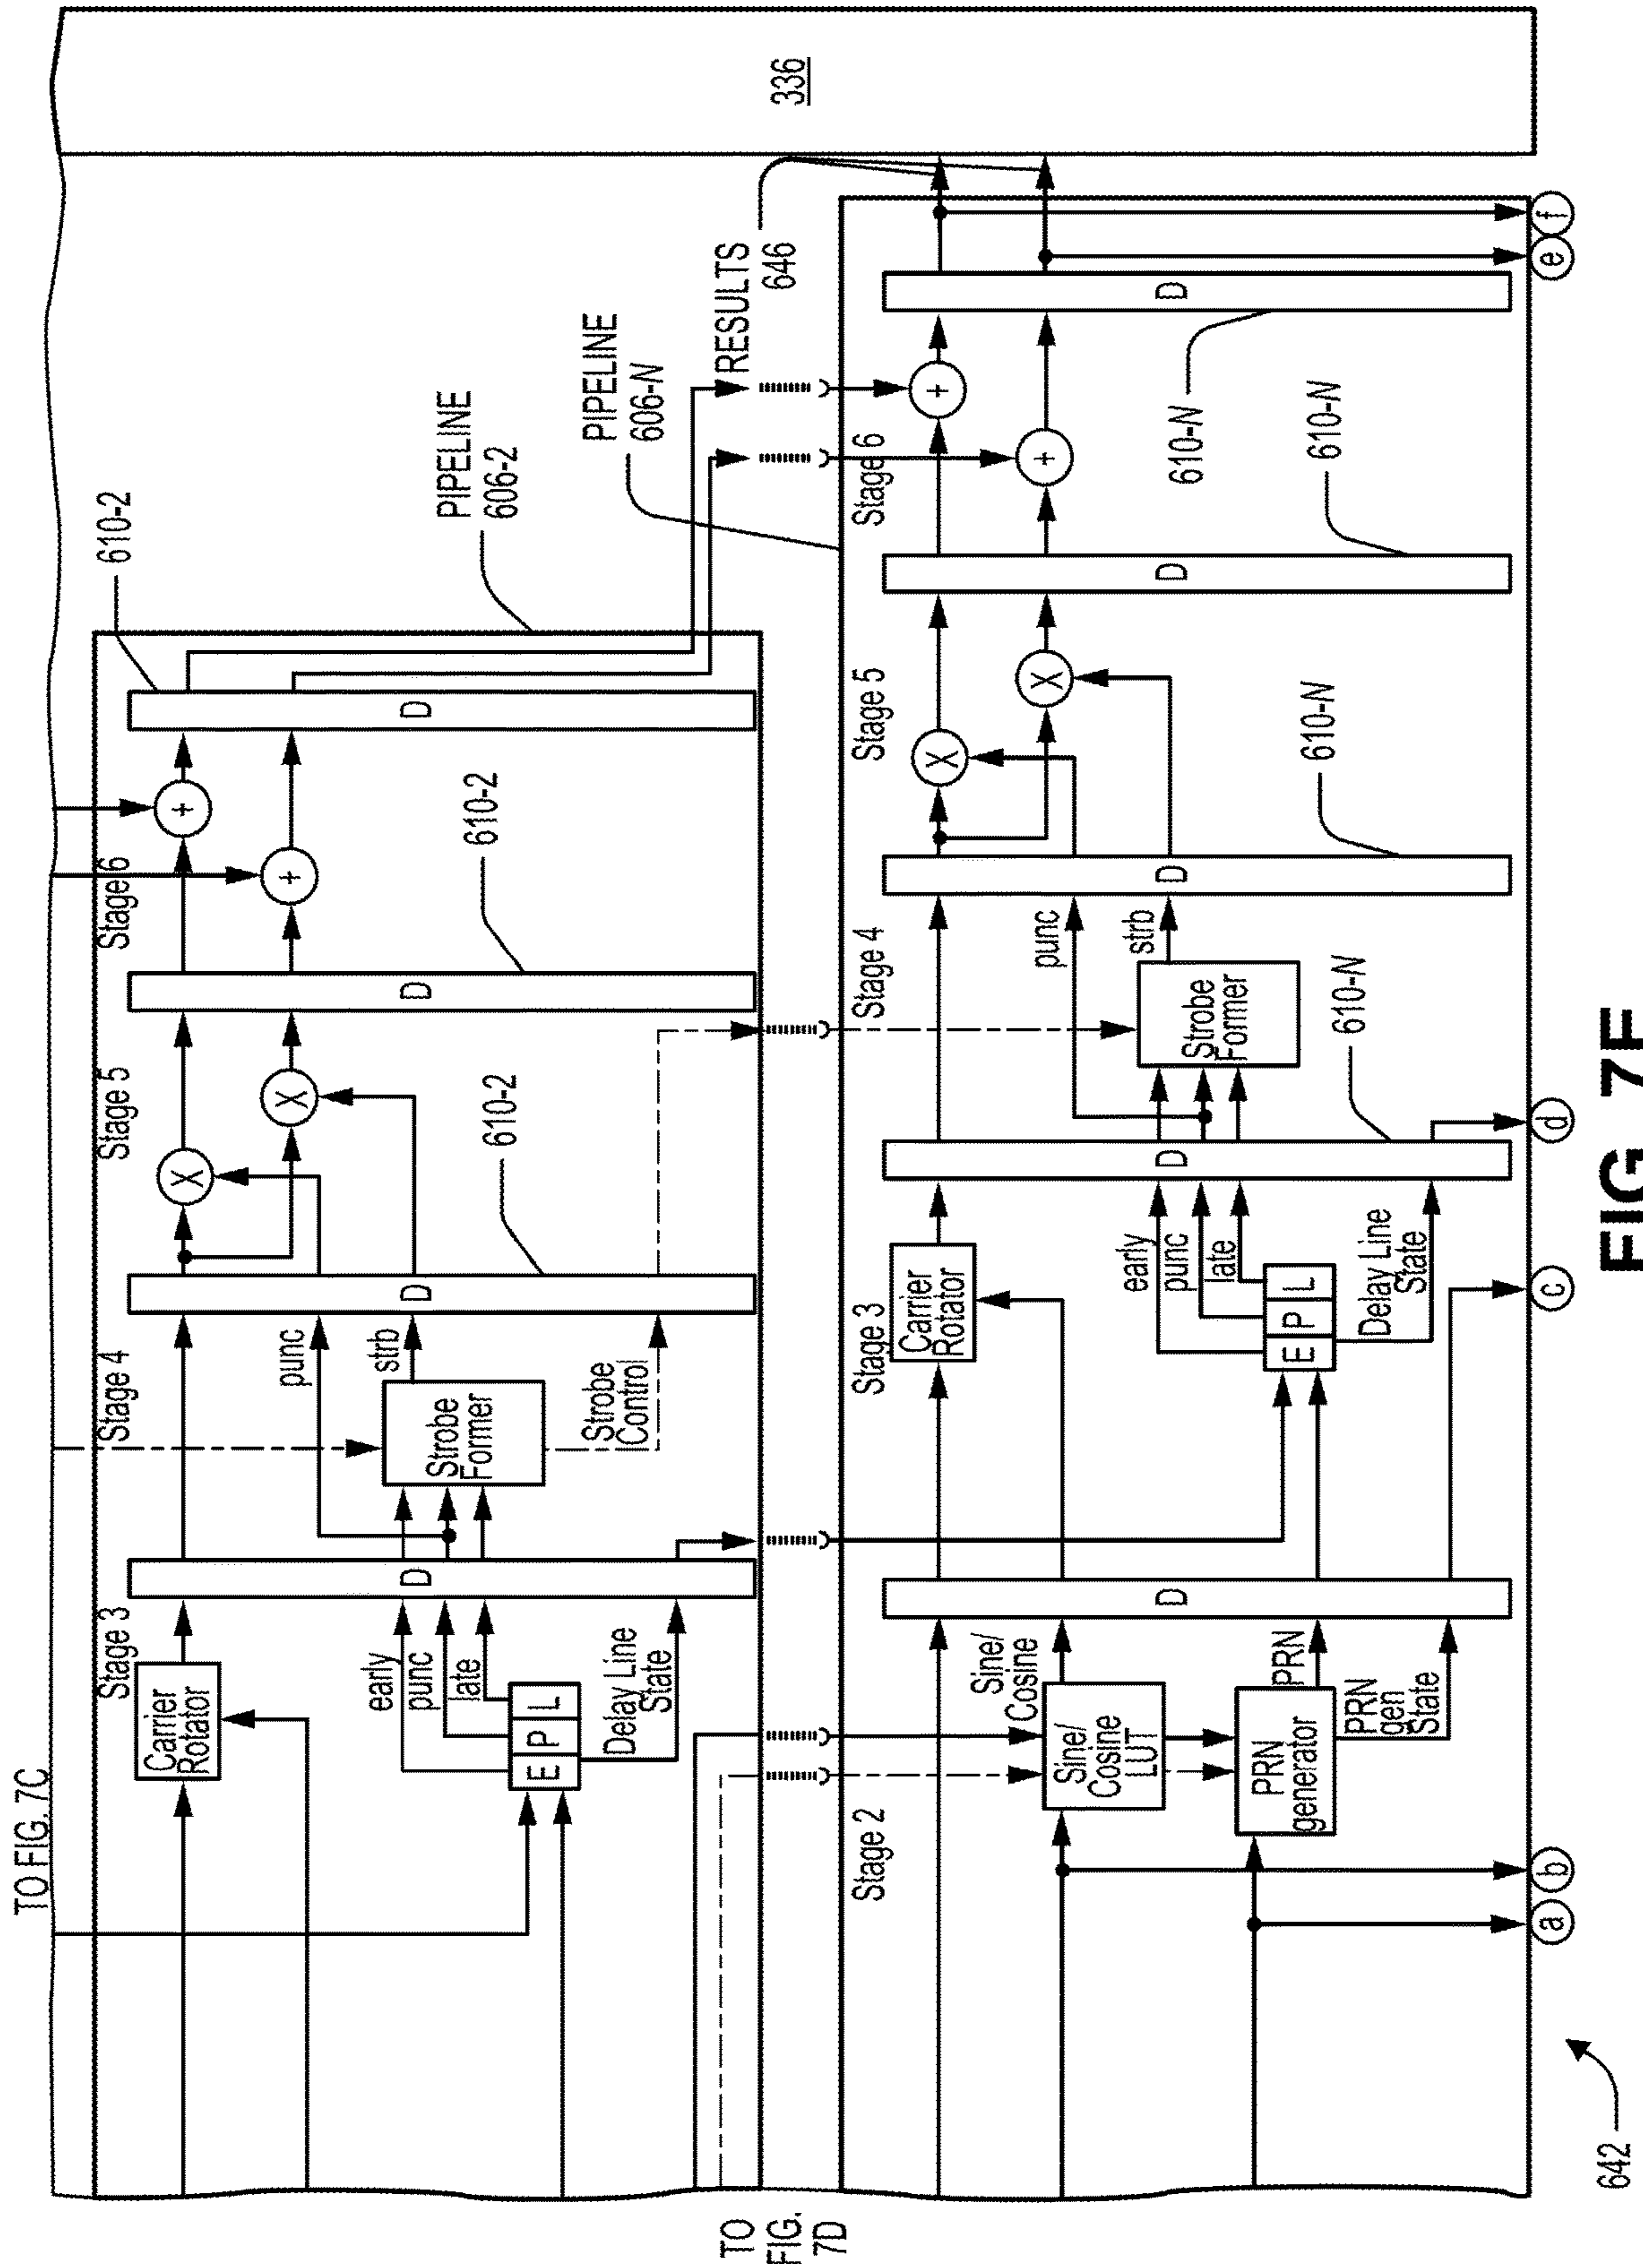 TO FIG. 7C
336
610-2
PIPELINE
606-2
PIPELINE
606-N
RESULTS
646
Stage 3
Stage 4
Stage 5
Stage 6
Carrier
Rotator
early
punc
late
E P L
Delay Line
State
D
punc
Strobe
Former
strb
Strobe
Control
D
610-2
D
610-2
D
TO
FIG.
7D
Stage 2
Stage 3
Stage 4
Stage 5
Stage 6
Sine/
Cosine
LUT
Sine/
Cosine
PRN
generator
PRN
PRN
gen
State
D
Carrier
Rotator
early
punc
late
E P L
Delay Line
State
D
610-N
punc
Strobe
Former
strb
D
610-N
X
X
D
610-N
+
+
D
610-N
X
X
+
+
a
b
c
d
e
f
642
FIG. 7E